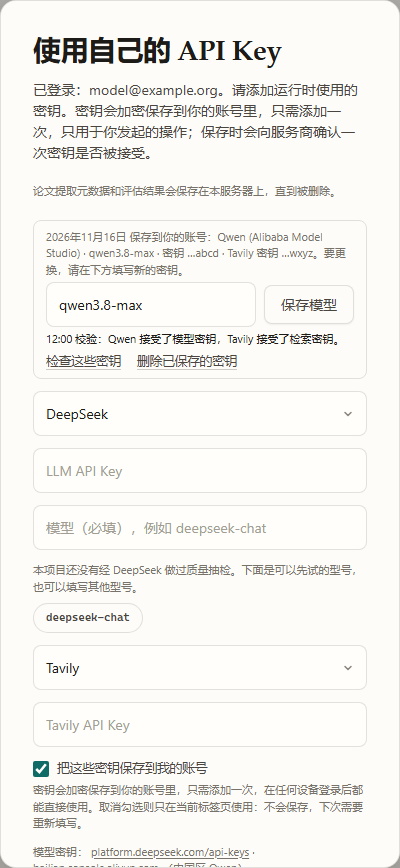 使用自己的 API Key
已登录：model@example.org。请添加运行时使用的
密钥。密钥会加密保存到你的账号里，只需添加一
次，只用于你发起的操作；保存时会向服务商确认一
次密钥是否被接受。
论文提取元数据和评估结果会保存在本服务器上，直到被删除。
2026年11月16日 保存到你的账号：Qwen (Alibaba Model
Studio) · qwen3.8-max · 密钥 ...abcd · Tavily 密钥 ...wxyz。要更
换，请在下方填写新的密钥。
qwen3.8-max
保存模型
12:00 校验：Qwen 接受了模型密钥，Tavily 接受了检索密钥。
检查这些密钥 删除已保存的密钥
DeepSeek
LLM API Key
模型（必填），例如 deepseek-chat
本项目还没有经 DeepSeek 做过质量抽检。下面是可以先试的型号，
也可以填写其他型号。
deepseek-chat
Tavily
Tavily API Key
把这些密钥保存到我的账号
密钥会加密保存到你的账号里，只需添加一次，在任何设备登录后都
能直接使用。取消勾选则只在当前标签页使用：不会保存，下次需要
重新填写。
模型密钥： platform.deepseek.com/api-keys ·